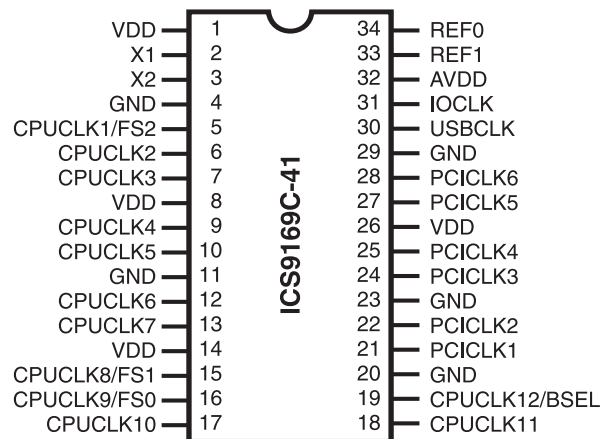 VDD 1 34 REF0
X1 2 33 REF1
X2 3 32 AVDD
GND 4 31 IOCLK
CPUCLK1/FS2 5 30 USBCLK
CPUCLK2 6 29 GND
CPUCLK3 7 28 PCICLK6
VDD 8 27 PCICLK5
CPUCLK4 9 26 VDD
CPUCLK5 10 25 PCICLK4
GND 11 24 PCICLK3
CPUCLK6 12 23 GND
CPUCLK7 13 22 PCICLK2
VDD 14 21 PCICLK1
CPUCLK8/FS1 15 20 GND
CPUCLK9/FS0 16 19 CPUCLK12/BSEL
CPUCLK10 17 18 CPUCLK11
ICS9169C-41